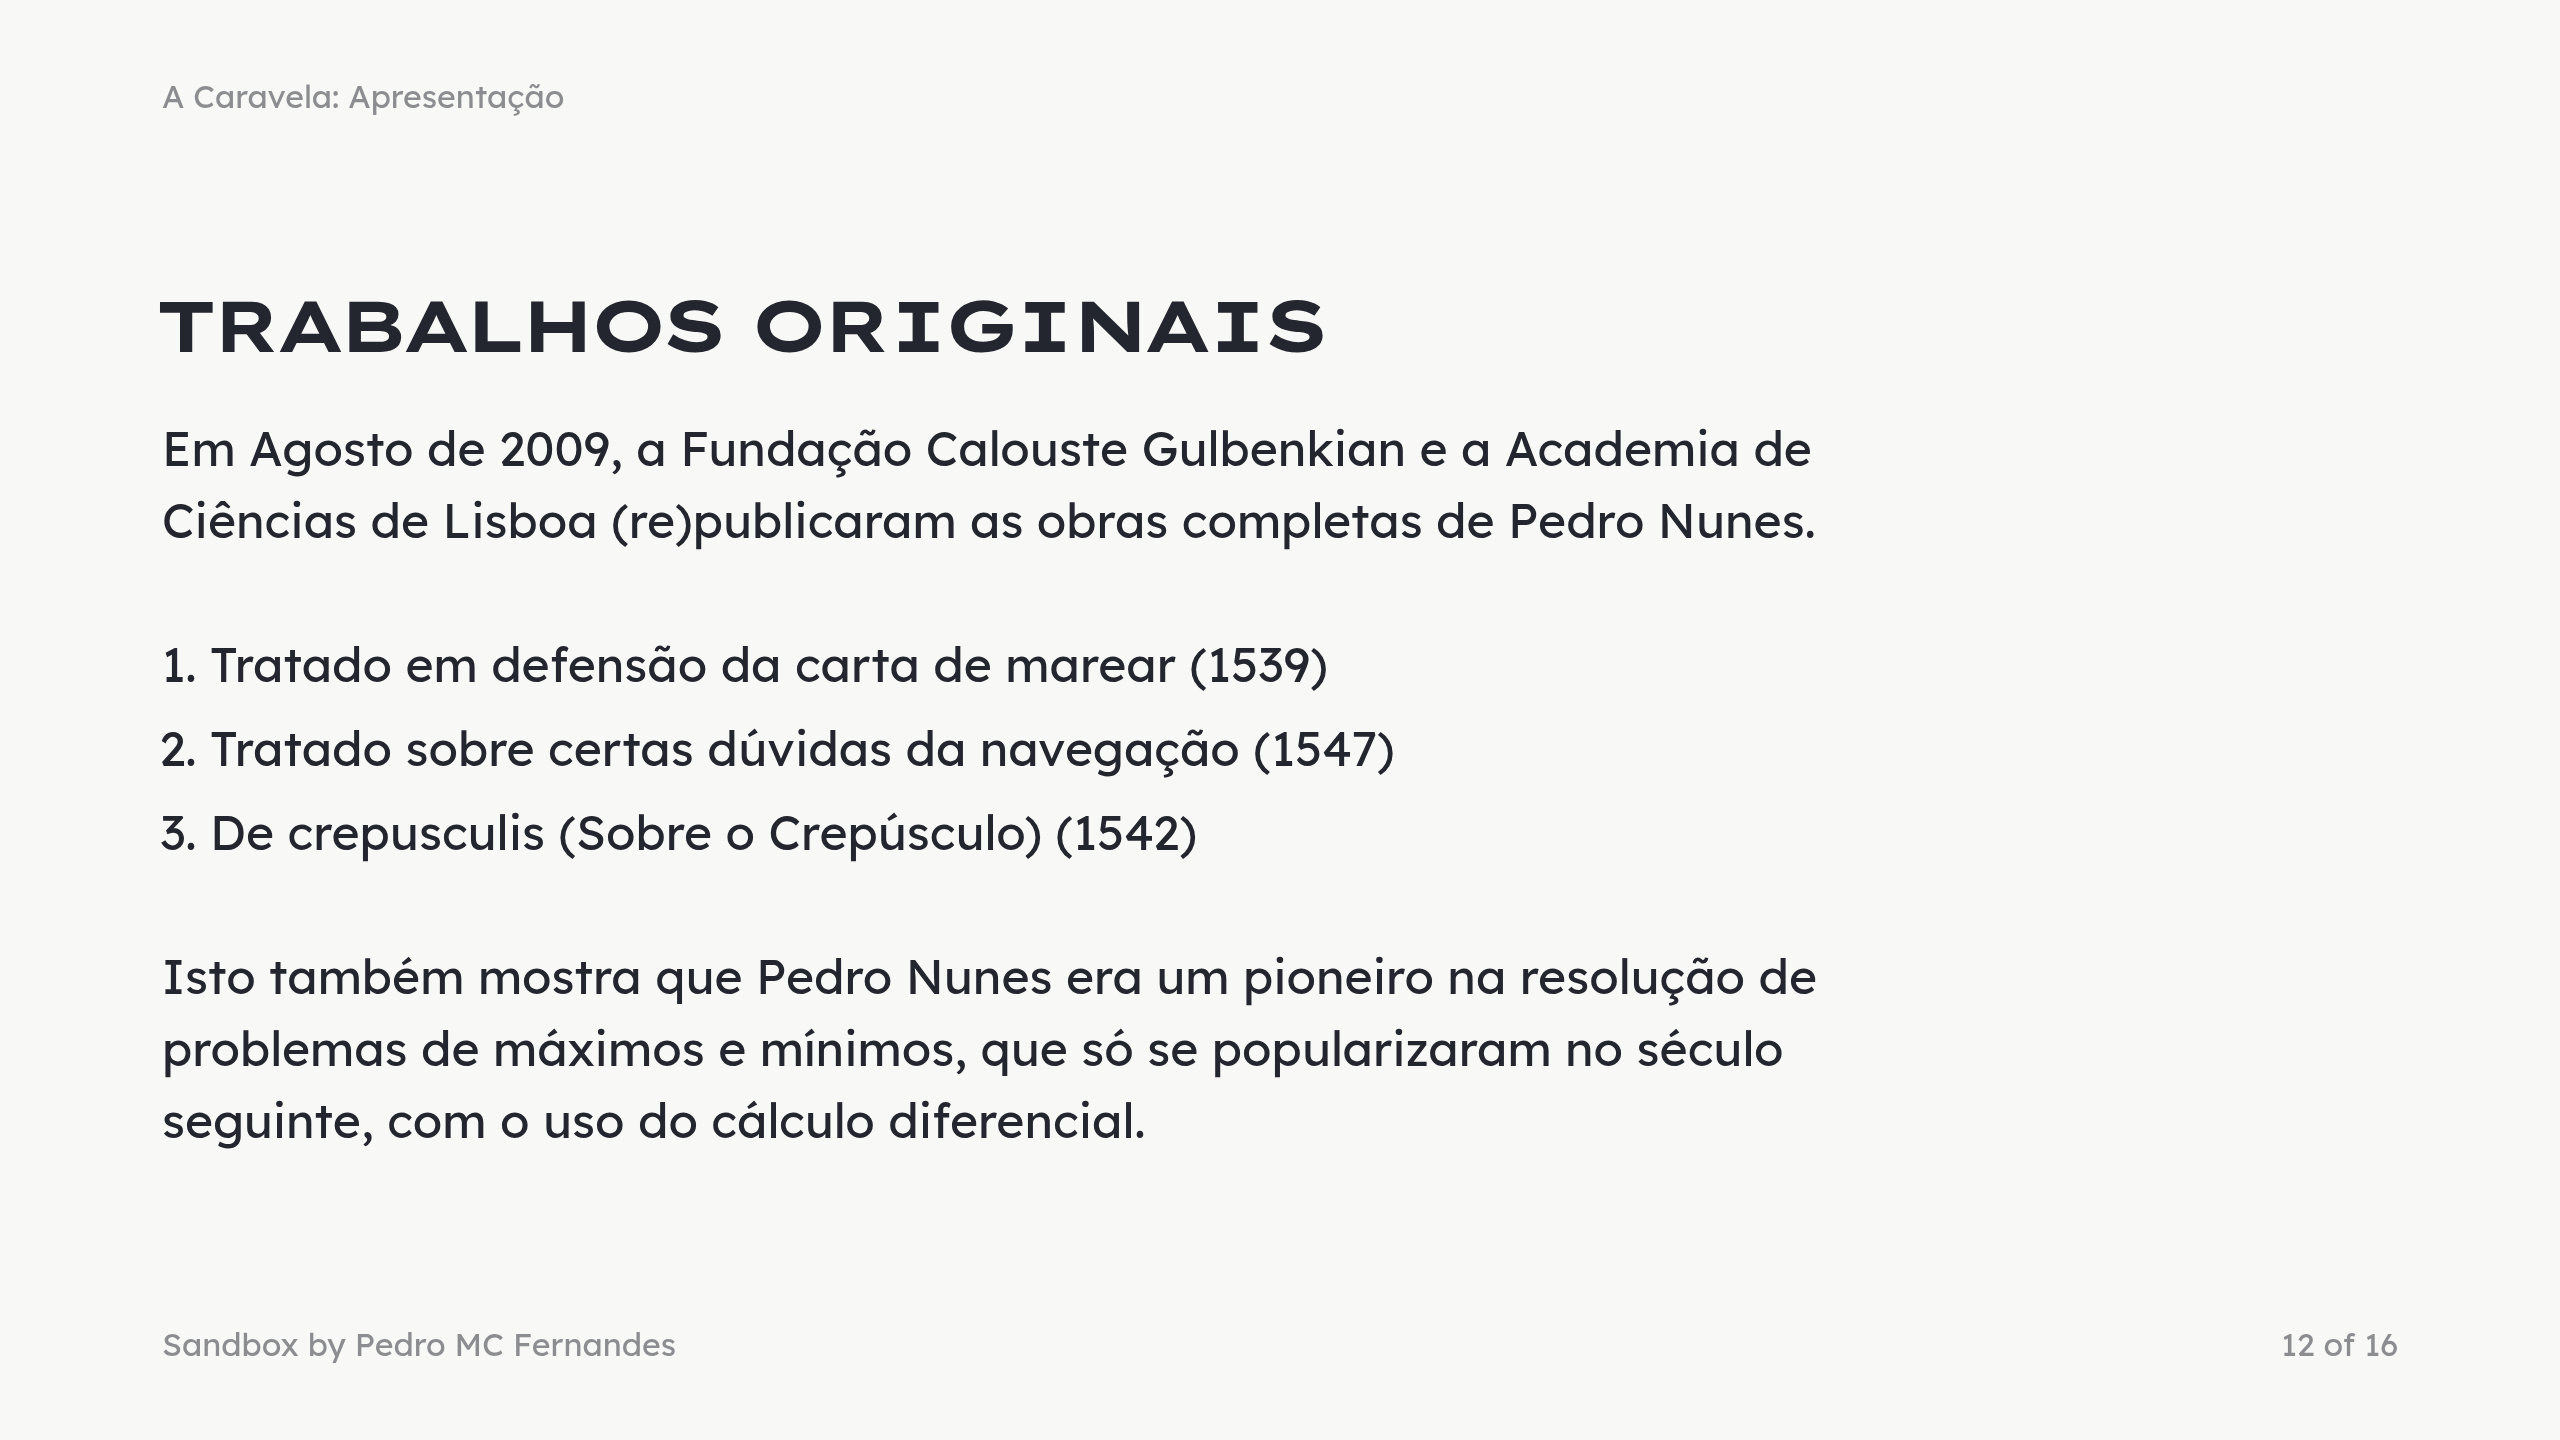 A Caravela: Apresentação
TRABALHOS ORIGINAIS
Em Agosto de 2009, a Fundação Calouste Gulbenkian e a Academia de
Ciências de Lisboa (re)publicaram as obras completas de Pedro Nunes.
1. Tratado em defensão da carta de marear (1539)
2. Tratado sobre certas dúvidas da navegação (1547)
3. De crepusculis (Sobre o Crepúsculo) (1542)
Isto também mostra que Pedro Nunes era um pioneiro na resolução de
problemas de máximos e mínimos, que só se popularizaram no século
seguinte, com o uso do cálculo diferencial.
Sandbox by Pedro MC Fernandes
12 of 16